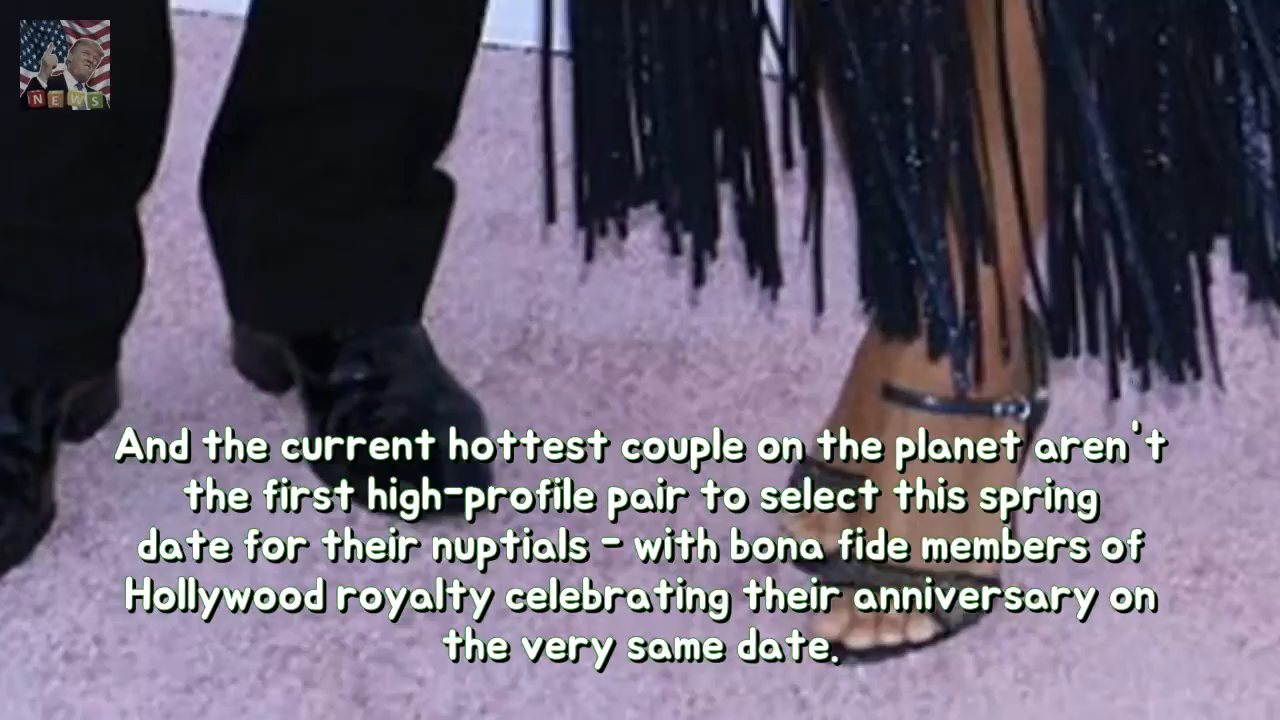 NEWS
And the current hottest couple on the planet aren't
the first high-profile pair to select this spring
date for their nuptials - with bona fide members of
Hollywood royalty celebrating their anniversary on
the very same date.